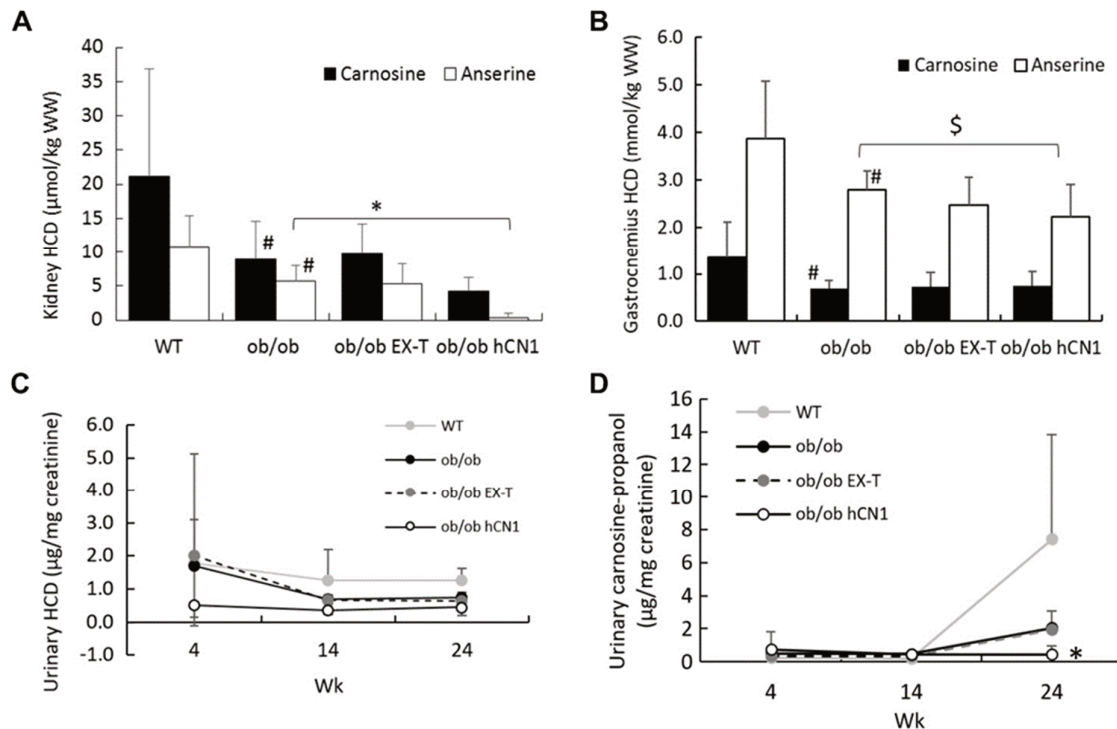 A
Kidney HCD (µmol/kg WW)
40
35
30
25
20
15
10
5
0
Carnosine
Anserine
#
#
*
WT
ob/ob
ob/ob EX-T
ob/ob hCN1
B
Gastrocnemius HCD (mmol/kg WW)
6.0
5.0
4.0
3.0
2.0
1.0
0.0
Carnosine
Anserine
$
#
#
WT
ob/ob
ob/ob EX-T
ob/ob hCN1
C
Urinary HCD (µg/mg creatinine)
6.0
5.0
4.0
3.0
2.0
1.0
0.0
-1.0
WT
ob/ob
ob/ob EX-T
ob/ob hCN1
4
14
24
Wk
D
Urinary carnosine-propanol
(µg/mg creatinine)
16
14
12
10
8
6
4
2
0
WT
ob/ob
ob/ob EX-T
ob/ob hCN1
*
4
14
24
Wk